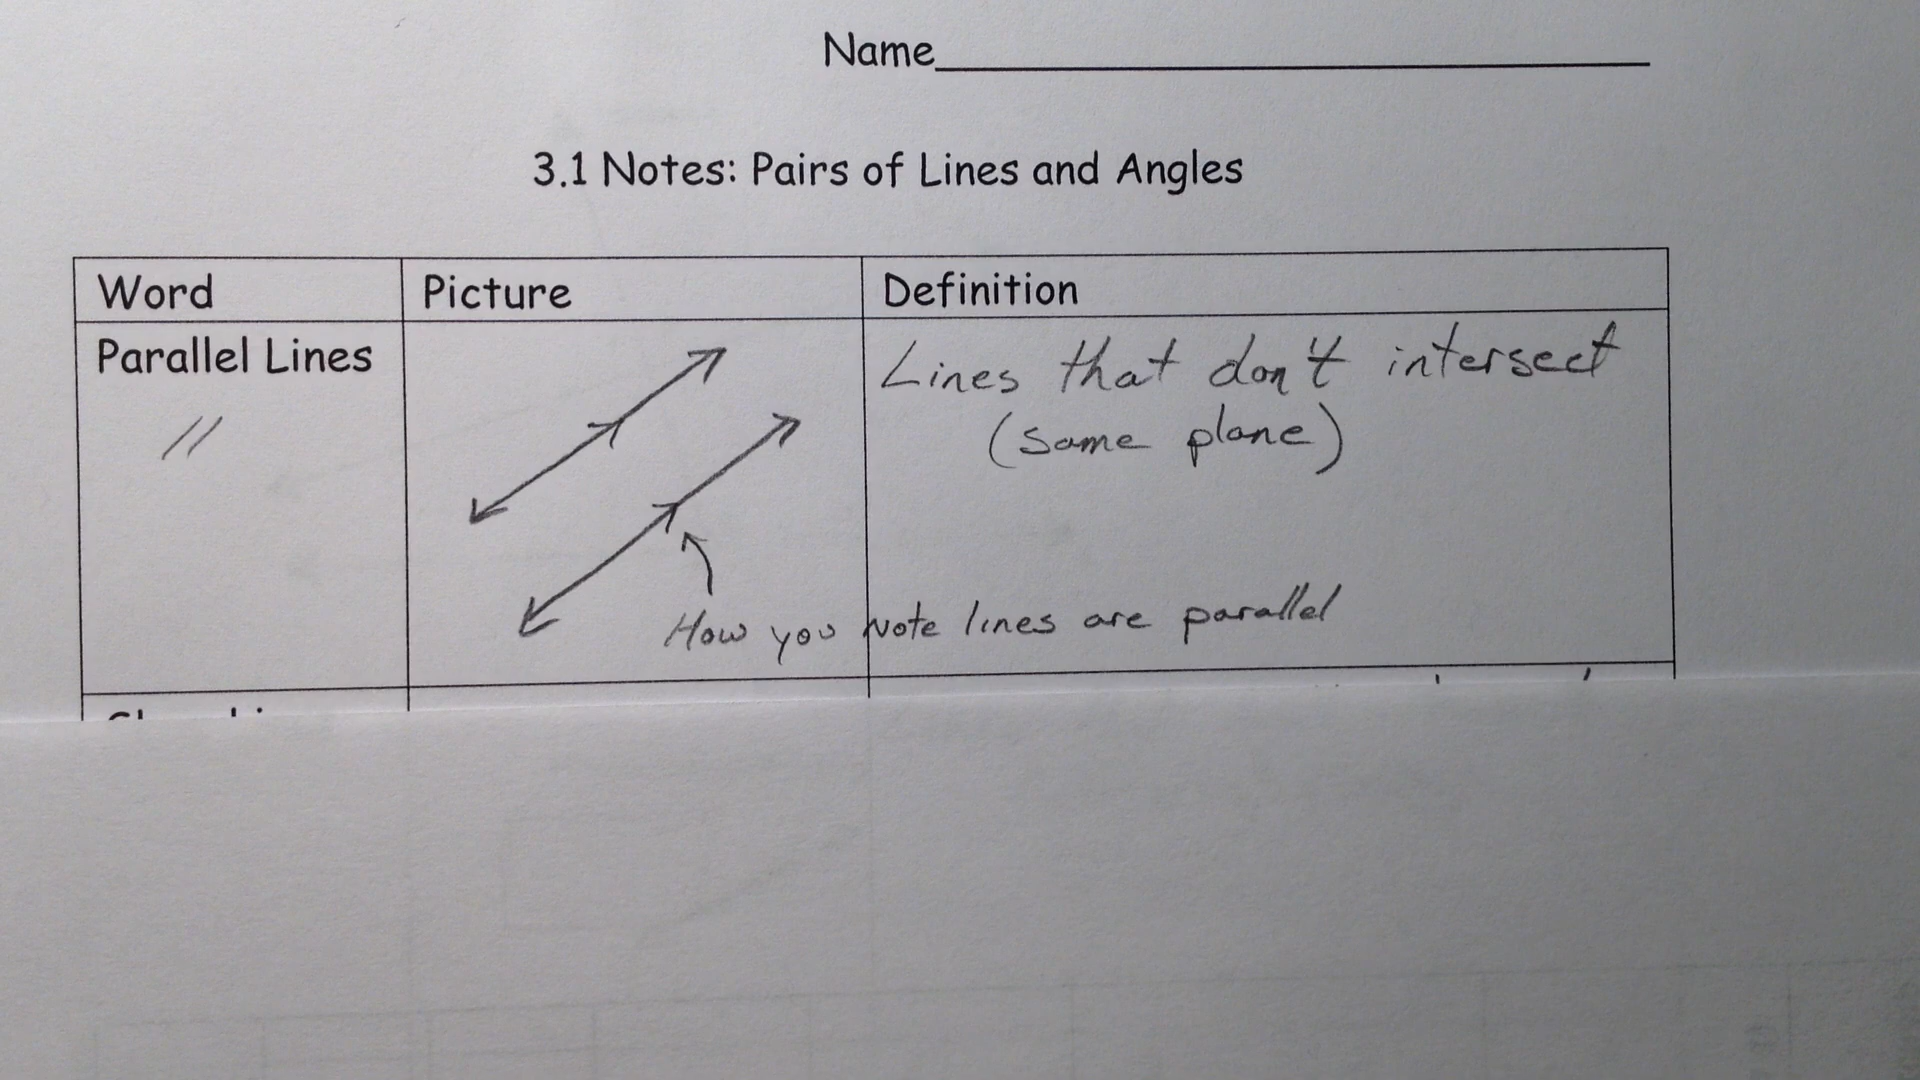 Name
3.1 Notes: Pairs of Lines and Angles
Word Picture Definition
Parallel Lines
//
Lines that don't intersect
(same plane)
How you note lines are parallel